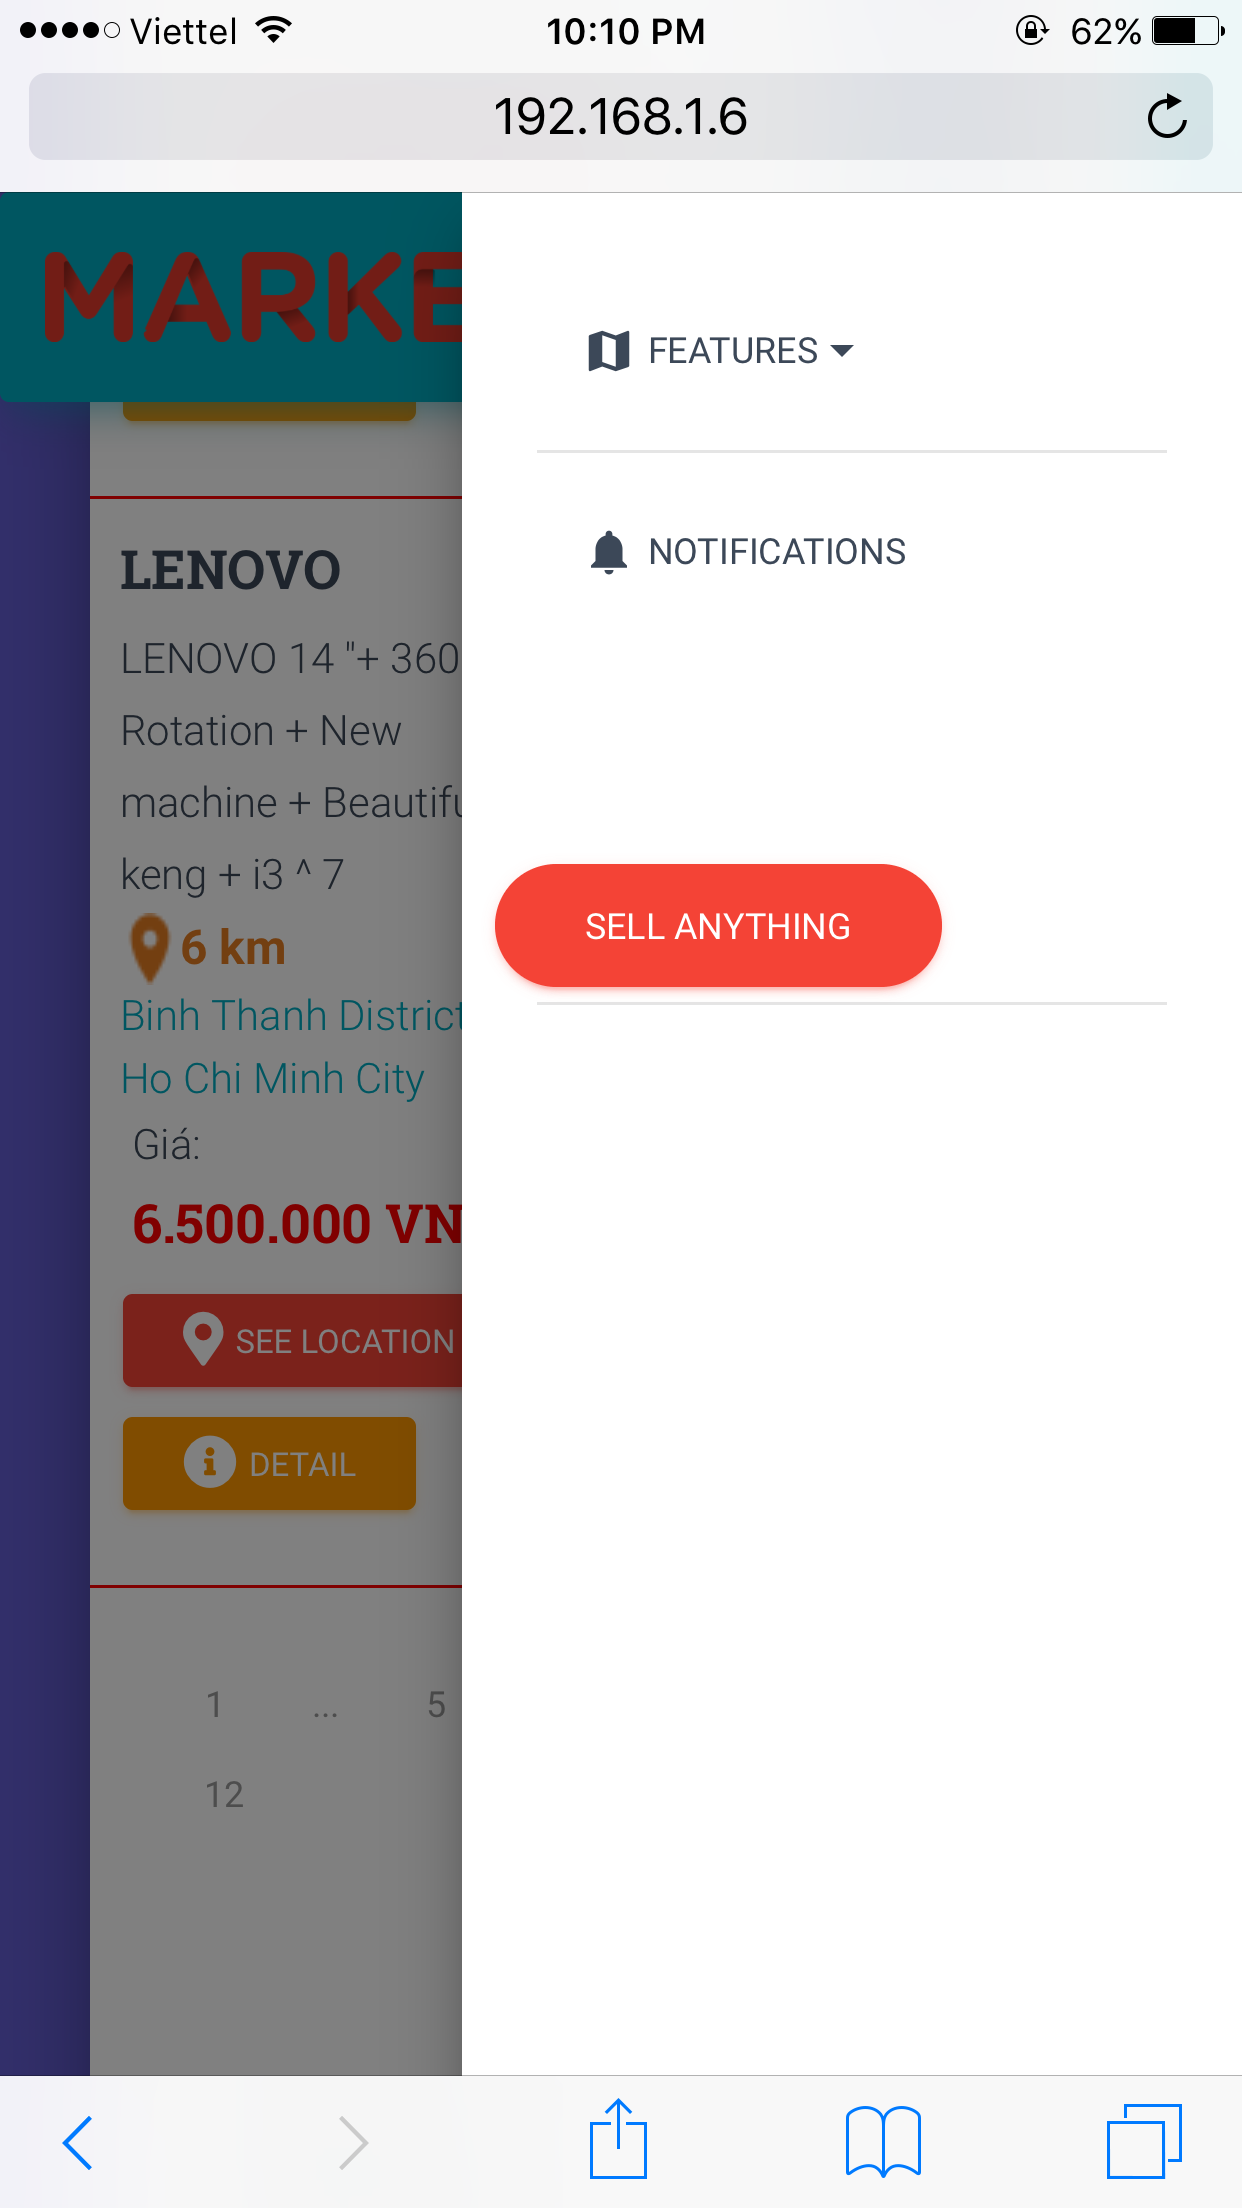 Viettel 10:10 PM 62%
192.168.1.6
MARKE
FEATURES
NOTIFICATIONS
SELL ANYTHING
LENOVO
LENOVO 14 "+ 360
Rotation + New
machine + Beautifu
keng + i3 ^ 7
6 km
Binh Thanh District
Ho Chi Minh City
Giá:
6.500.000 VN
SEE LOCATION
DETAIL
1 ... 5
12